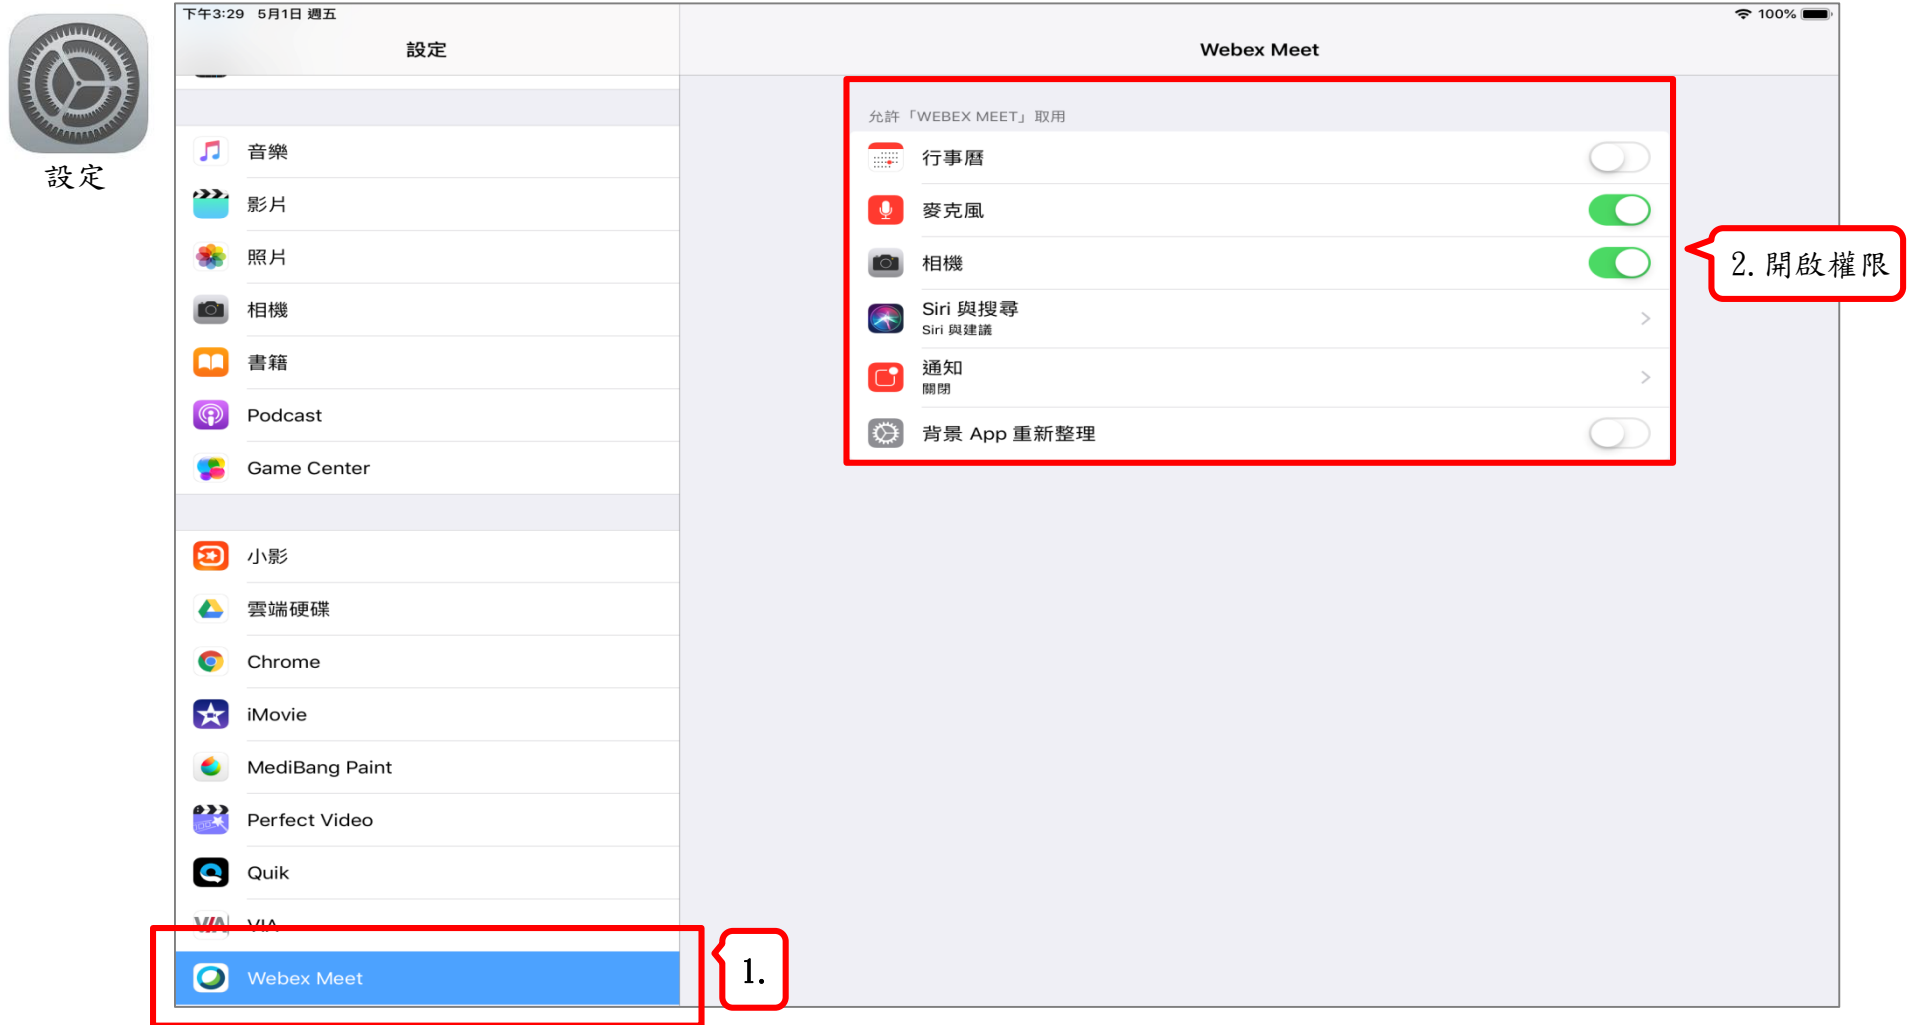 設定
下午3:29 5月1日 週五
100%
設定
音樂
影片
照片
相機
書籍
Podcast
Game Center
小影
雲端硬碟
Chrome
iMovie
MediBang Paint
Perfect Video
Quik
VIA
Webex Meet
1.
Webex Meet
允許「WEBEX MEET」取用
行事曆
麥克風
相機
Siri 與搜尋
Siri 與建議
通知
關閉
背景 App 重新整理
2.開啟權限